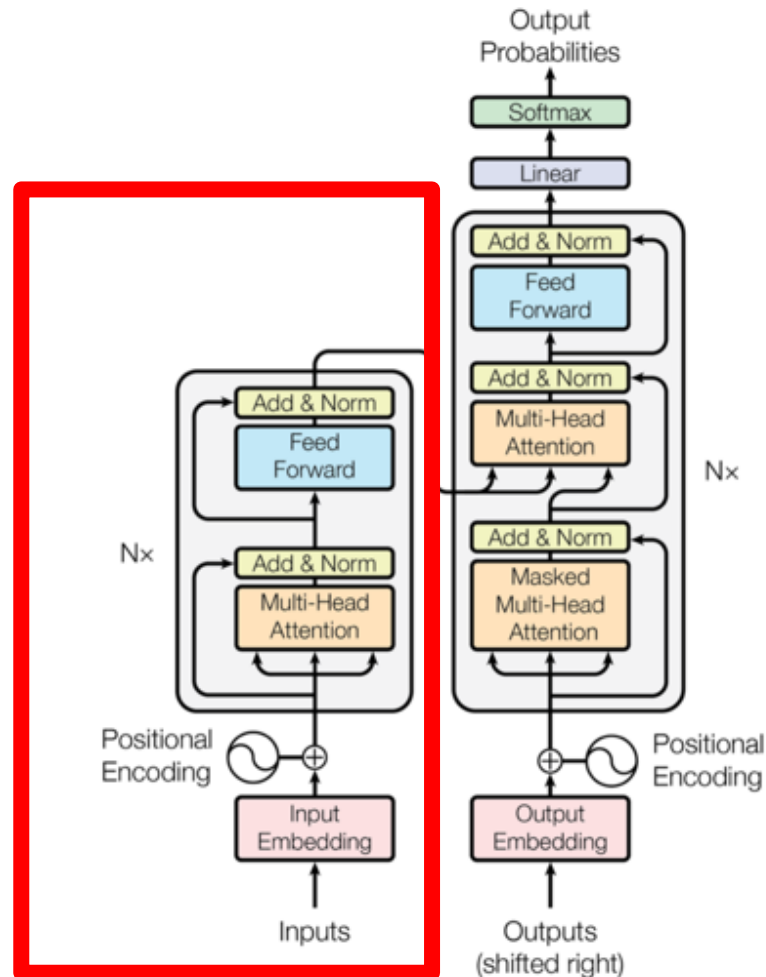 Output
Probabilities
Softmax
Linear
Add & Norm
Feed
Forward
Add & Norm
Multi-Head
Attention
Nx
Add & Norm
Masked
Multi-Head
Attention
Positional
Encoding
Output
Embedding
Outputs
(shifted right)
Add & Norm
Feed
Forward
Nx
Add & Norm
Multi-Head
Attention
Positional
Encoding
Input
Embedding
Inputs